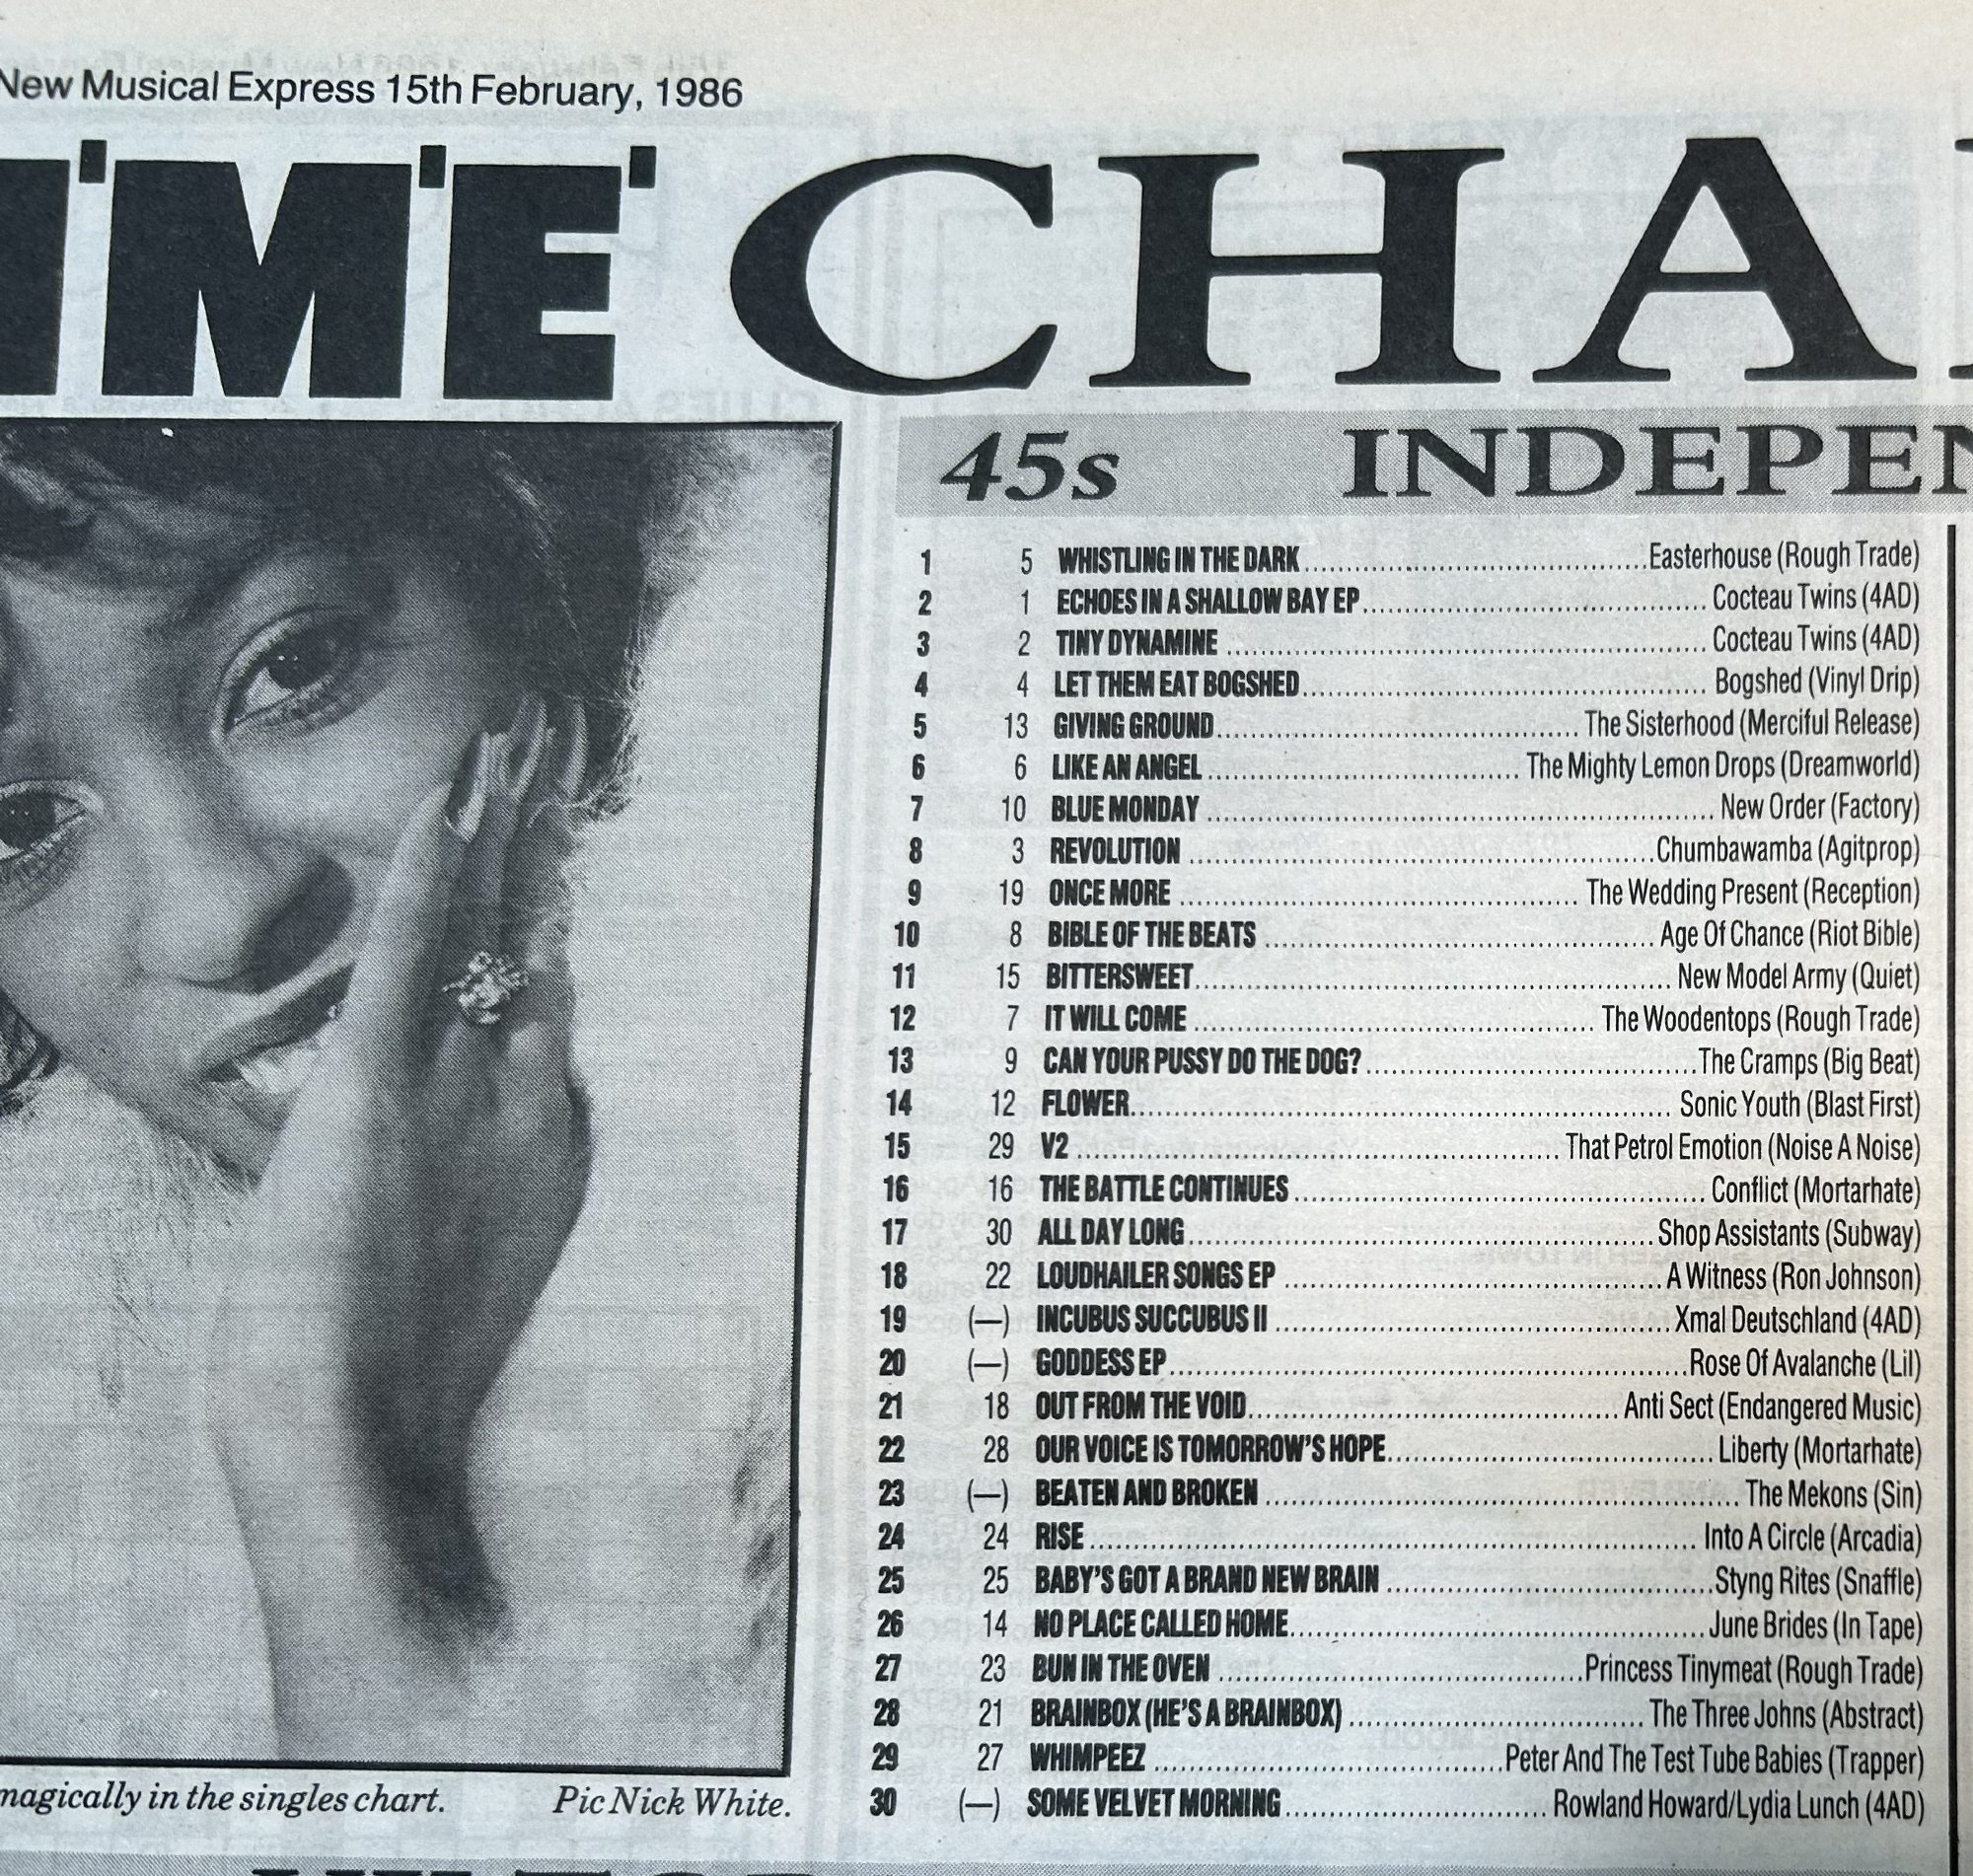 New Musical Express 15th February, 1986
M·E· CHA
45s INDEPEN
1 5 WHISTLING IN THE DARK Easterhouse (Rough Trade)
2 1 ECHOES IN A SHALLOW BAY EP Cocteau Twins (4AD)
3 2 TINY DYNAMINE Cocteau Twins (4AD)
4 4 LET THEM EAT BOGSHED Bogshed (Vinyl Drip)
5 13 GIVING GROUND The Sisterhood (Merciful Release)
6 6 LIKE AN ANGEL The Mighty Lemon Drops (Dreamworld)
7 10 BLUE MONDAY New Order (Factory)
8 3 REVOLUTION Chumbawamba (Agitprop)
9 19 ONCE MORE The Wedding Present (Reception)
10 8 BIBLE OF THE BEATS Age Of Chance (Riot Bible)
11 15 BITTERSWEET New Model Army (Quiet)
12 7 IT WILL COME The Woodentops (Rough Trade)
13 9 CAN YOUR PUSSY DO THE DOG? The Cramps (Big Beat)
14 12 FLOWER Sonic Youth (Blast First)
15 29 V2 That Petrol Emotion (Noise A Noise)
16 16 THE BATTLE CONTINUES Conflict (Mortarhate)
17 30 ALL DAY LONG Shop Assistants (Subway)
18 22 LOUDHAILER SONGS EP A Witness (Ron Johnson)
19 (—) INCUBUS SUCCUBUS II Xmal Deutschland (4AD)
20 (—) GODDESS EP Rose Of Avalanche (Lil)
21 18 OUT FROM THE VOID Anti Sect (Endangered Music)
22 28 OUR VOICE IS TOMORROW'S HOPE Liberty (Mortarhate)
23 (—) BEATEN AND BROKEN The Mekons (Sin)
24 24 RISE Into A Circle (Arcadia)
25 25 BABY'S GOT A BRAND NEW BRAIN Styng Rites (Snaffle)
26 14 NO PLACE CALLED HOME June Brides (In Tape)
27 23 BUN IN THE OVEN Princess Tinymeat (Rough Trade)
28 21 BRAINBOX (HE'S A BRAINBOX) The Three Johns (Abstract)
29 27 WHIMPEEZ Peter And The Test Tube Babies (Trapper)
30 (—) SOME VELVET MORNING Rowland Howard/Lydia Lunch (4AD)
magically in the singles chart. Pic Nick White.